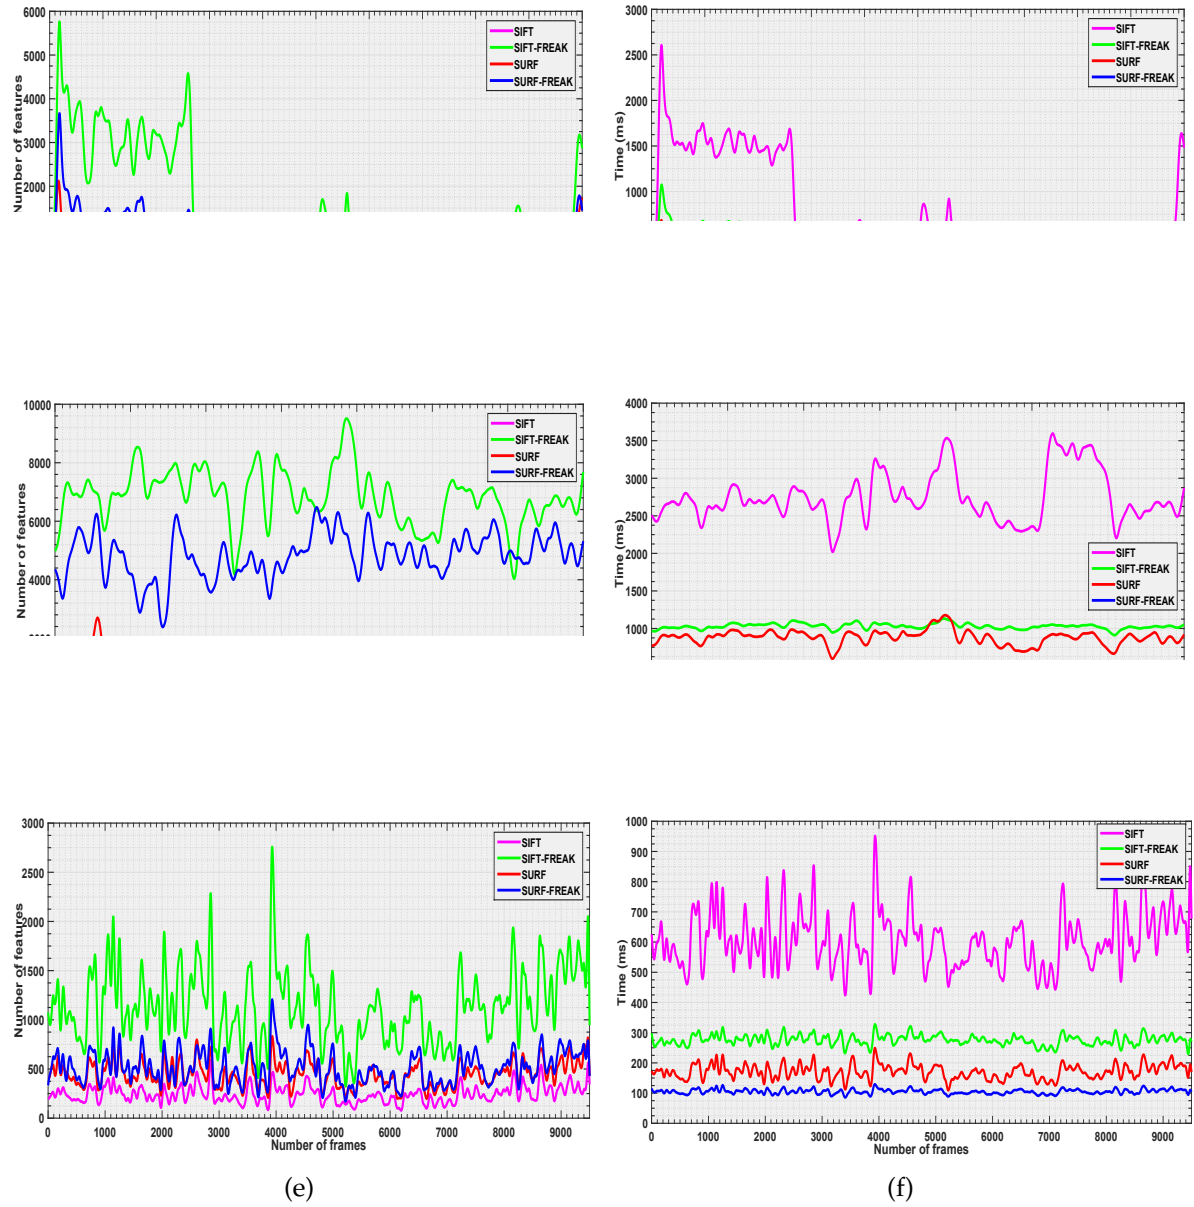 6000
5000
4000
3000
2000
Number of features
SIFT
SIFT-FREAK
SURF
SURF-FREAK
3000
2500
2000
1500
1000
Time (ms)
SIFT
SIFT-FREAK
SURF
SURF-FREAK
10000
8000
6000
4000
Number of features
SIFT
SIFT-FREAK
SURF
SURF-FREAK
4000
3500
3000
2500
2000
1500
1000
Time (ms)
SIFT
SIFT-FREAK
SURF
SURF-FREAK
3000
2500
2000
1500
1000
500
0
Number of features
SIFT
SIFT-FREAK
SURF
SURF-FREAK
0 1000 2000 3000 4000 5000 6000 7000 8000 9000
Number of frames
(e)
1000
900
800
700
600
500
400
300
200
100
0
Time (ms)
SIFT
SIFT-FREAK
SURF
SURF-FREAK
0 1000 2000 3000 4000 5000 6000 7000 8000 9000
Number of frames
(f)